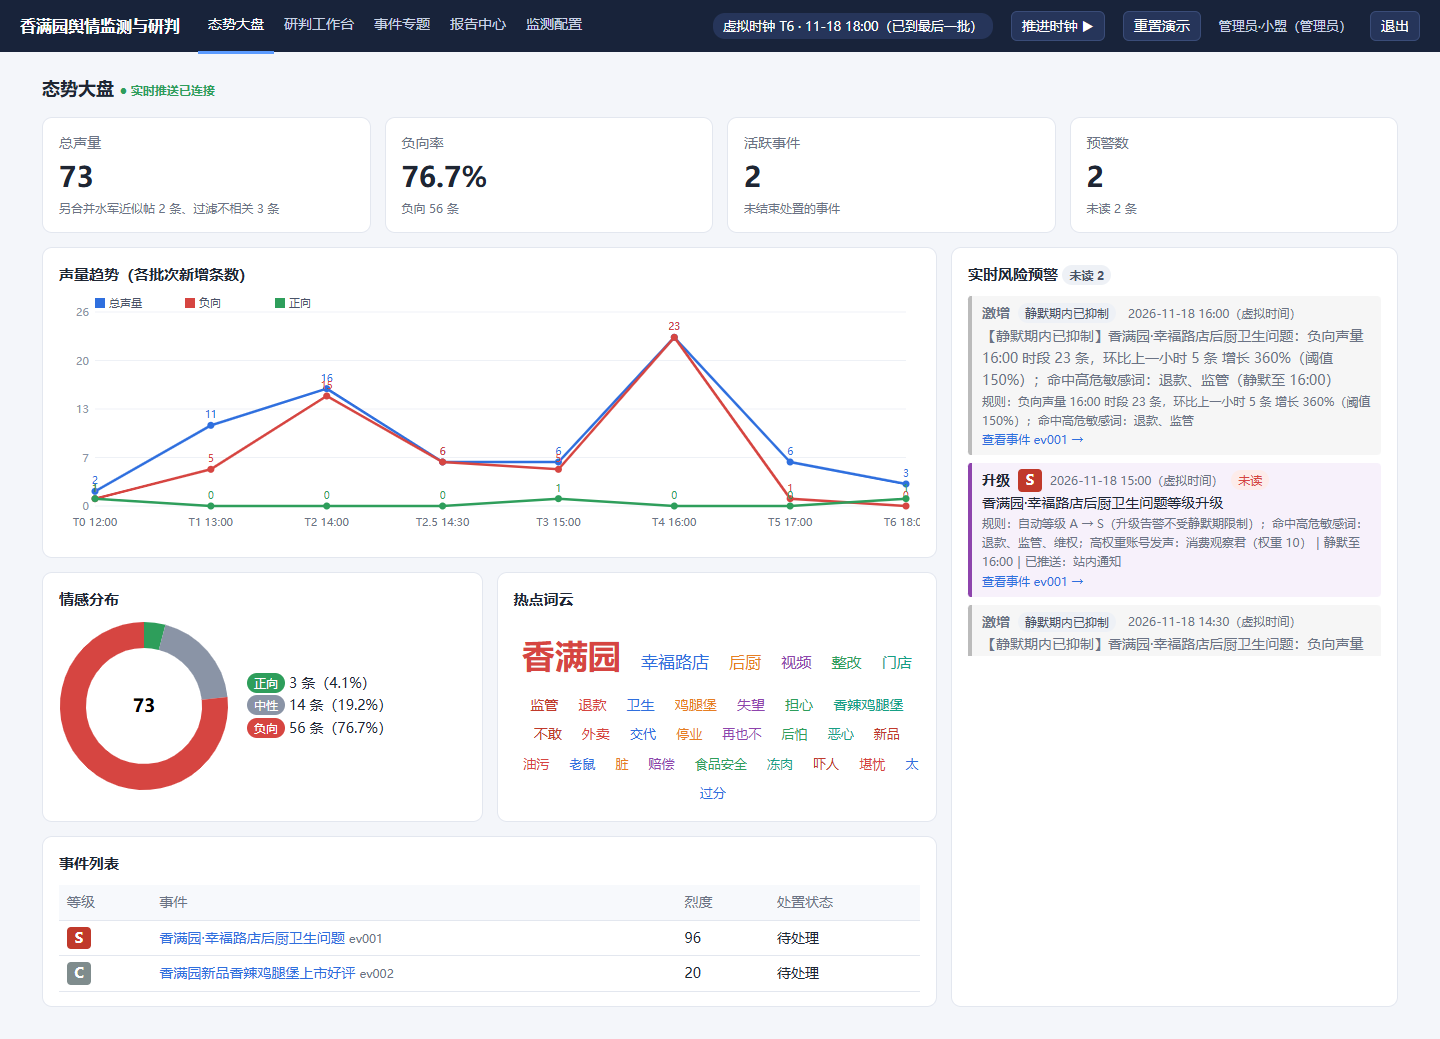 香满园舆情监测与研判
态势大盘
研判工作台
事件专题
报告中心
监测配置
虚拟时钟 T6 · 11-18 18:00（已到最后一批）
推进时钟 ▶
重置演示
管理员·小盟（管理员）
退出
态势大盘 ● 实时推送已连接
总声量
73
另合并水军近似帖 2 条、过滤不相关 3 条
负向率
76.7%
负向 56 条
活跃事件
2
未结束处置的事件
预警数
2
未读 2 条
声量趋势（各批次新增条数）
总声量 负向 正向
26
20
13
7
0
2
11
16
6
6
23
6
3
5
15
6
5
1
0
0
0
0
1
0
T0 12:00
T1 13:00
T2 14:00
T2.5 14:30
T3 15:00
T4 16:00
T5 17:00
T6 18:0
实时风险预警 未读 2
激增 静默期内已抑制 2026-11-18 16:00（虚拟时间）
【静默期内已抑制】香满园·幸福路店后厨卫生问题：负向声量
16:00 时段 23 条，环比上一小时 5 条 增长 360%（阈值
150%）；命中高危敏感词：退款、监管（静默至 16:00）
规则：负向声量 16:00 时段 23 条，环比上一小时 5 条 增长 360%（阈值
150%）；命中高危敏感词：退款、监管
查看事件 ev001 →
升级 S 2026-11-18 15:00（虚拟时间） 未读
香满园·幸福路店后厨卫生问题等级升级
规则：自动等级 A → S（升级告警不受静默期限制）；命中高危敏感词：
退款、监管、维权；高权重账号发声：消费观察君（权重 10） | 静默至
16:00 | 已推送：站内通知
查看事件 ev001 →
激增 静默期内已抑制 2026-11-18 14:30（虚拟时间）
【静默期内已抑制】香满园·幸福路店后厨卫生问题：负向声量
情感分布
73
正向 3 条（4.1%）
中性 14 条（19.2%）
负向 56 条（76.7%）
热点词云
香满园 幸福路店 后厨 视频 整改 门店
监管 退款 卫生 鸡腿堡 失望 担心 香辣鸡腿堡
不敢 外卖 交代 停业 再也不 后怕 恶心 新品
油污 老鼠 脏 赔偿 食品安全 冻肉 吓人 堪忧 太
过分
事件列表
等级 事件 烈度 处置状态
S 香满园·幸福路店后厨卫生问题 ev001 96 待处理
C 香满园新品香辣鸡腿堡上市好评 ev002 20 待处理